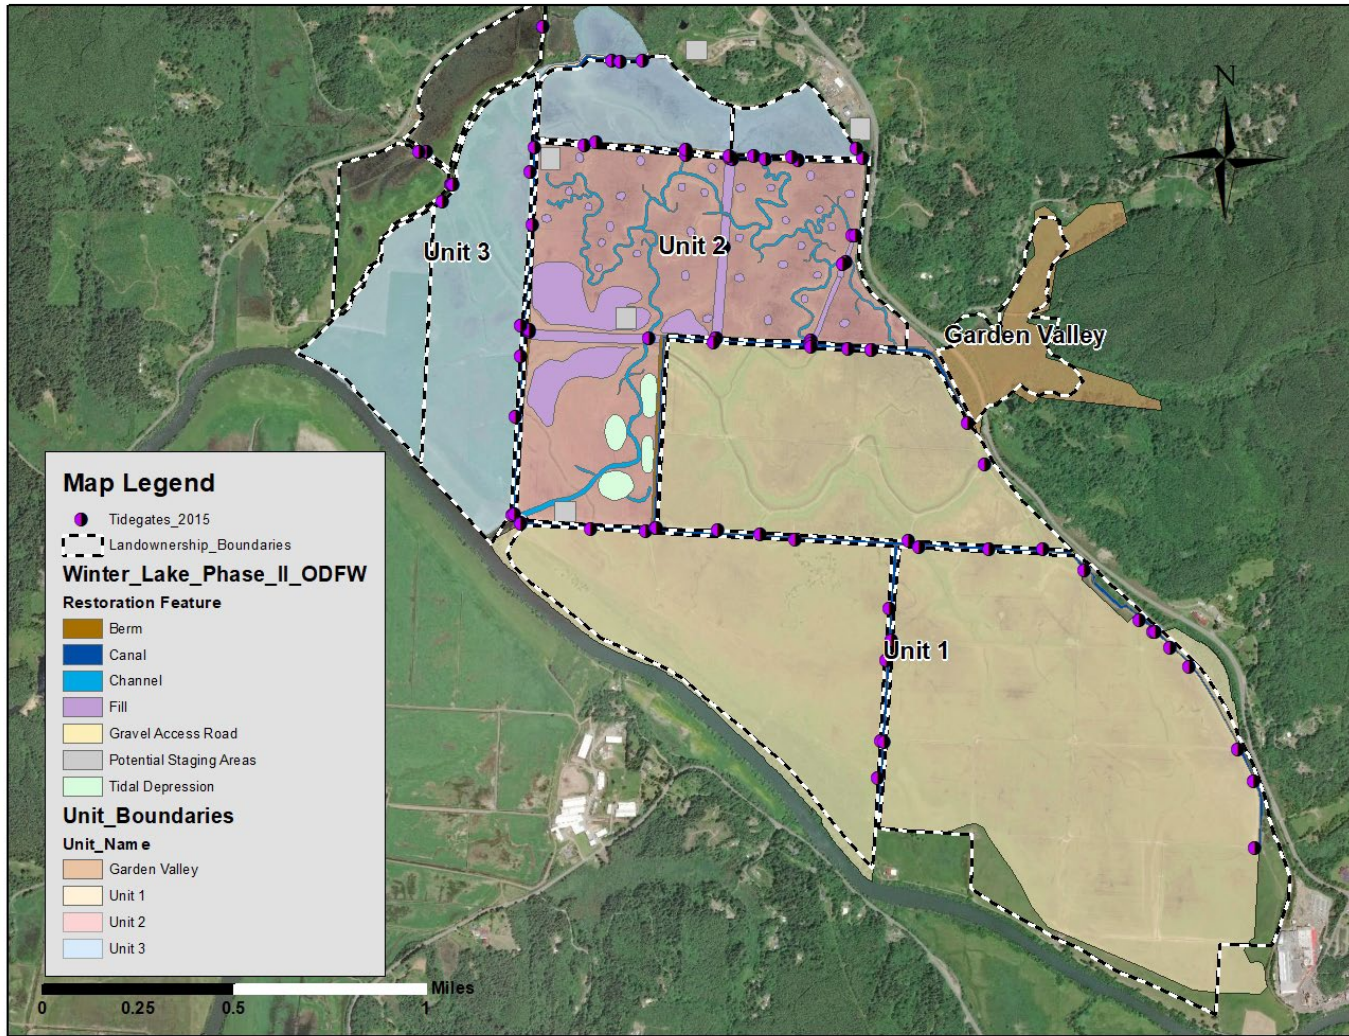 N
Unit 3
Unit 2
Garden Valley
Unit 1
Map Legend
Tidegates_2015
Landownership_Boundaries
Winter_Lake_Phase_II_ODFW
Restoration Feature
Berm
Canal
Channel
Fill
Gravel Access Road
Potential Staging Areas
Tidal Depression
Unit_Boundaries
Unit_Name
Garden Valley
Unit 1
Unit 2
Unit 3
Miles
0 0.25 0.5 1